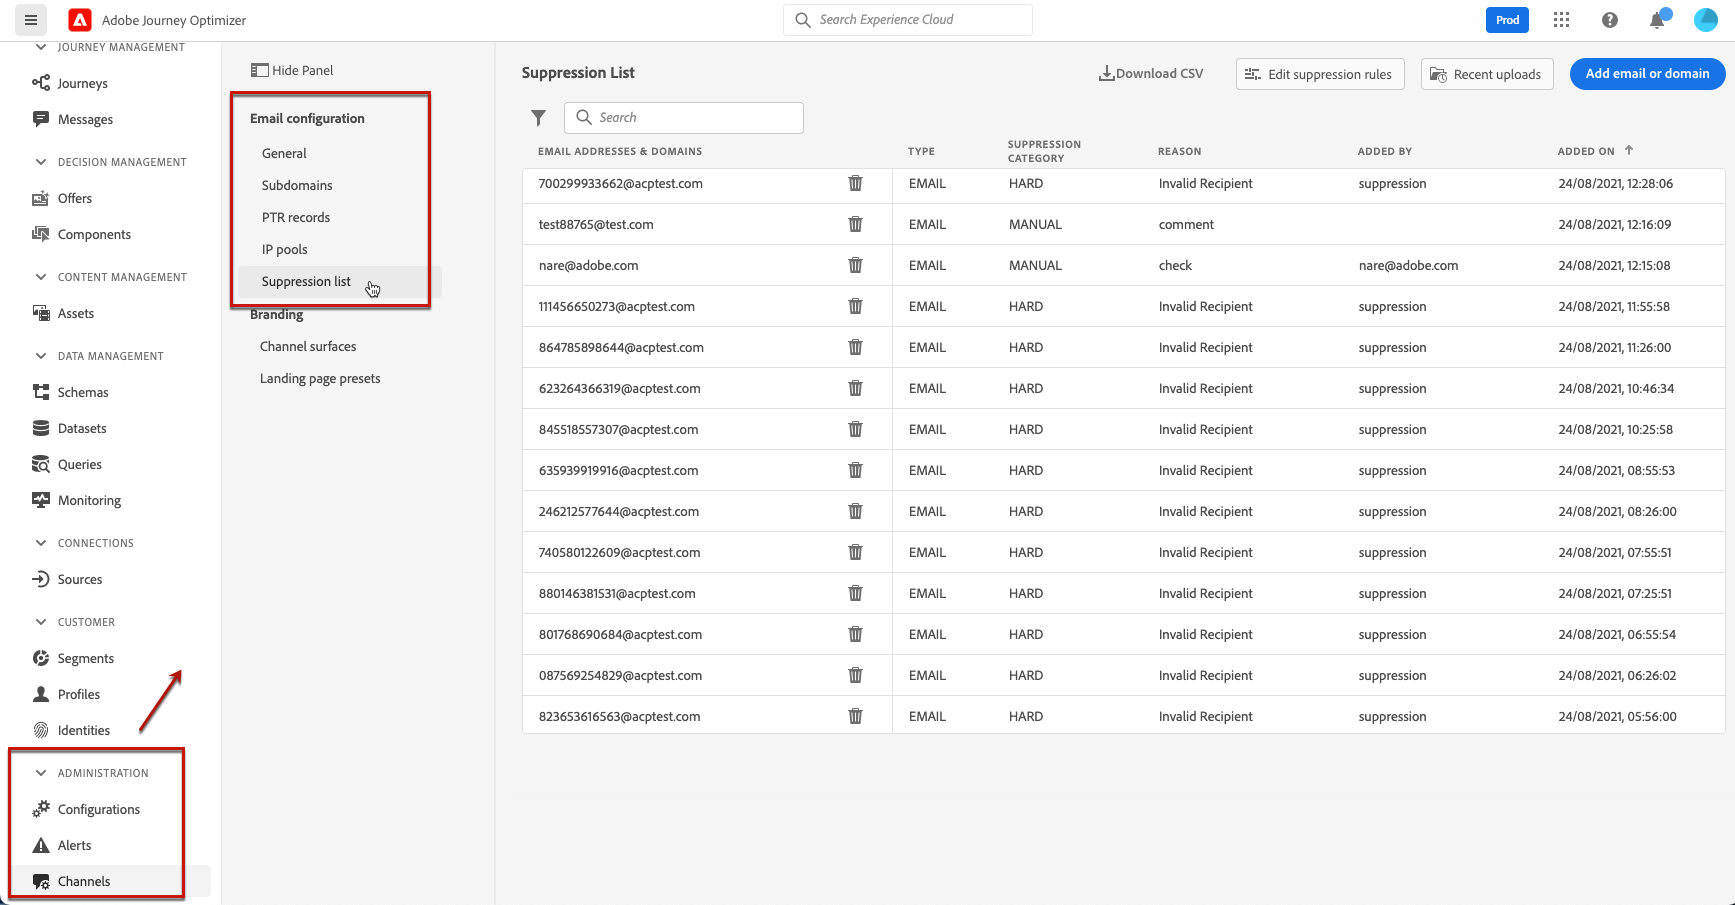 Adobe Journey Optimizer
Search Experience Cloud
Prod
JOURNEY MANAGEMENT
Journeys
Messages
DECISION MANAGEMENT
Offers
Components
CONTENT MANAGEMENT
Assets
DATA MANAGEMENT
Schemas
Datasets
Queries
Monitoring
CONNECTIONS
Sources
CUSTOMER
Segments
Profiles
Identities
ADMINISTRATION
Configurations
Alerts
Channels
Hide Panel
Email configuration
General
Subdomains
PTR records
IP pools
Suppression list
Branding
Channel surfaces
Landing page presets
Suppression List
Download CSV
Edit suppression rules
Recent uploads
Add email or domain
Search
EMAIL ADDRESSES & DOMAINS TYPE SUPPRESSION CATEGORY REASON ADDED BY ADDED ON
700299933662@acptest.com EMAIL HARD Invalid Recipient suppression 24/08/2021, 12:28:06
test88765@test.com EMAIL MANUAL comment 24/08/2021, 12:16:09
nare@adobe.com EMAIL MANUAL check nare@adobe.com 24/08/2021, 12:15:08
111456650273@acptest.com EMAIL HARD Invalid Recipient suppression 24/08/2021, 11:55:58
864785898644@acptest.com EMAIL HARD Invalid Recipient suppression 24/08/2021, 11:26:00
623264366319@acptest.com EMAIL HARD Invalid Recipient suppression 24/08/2021, 10:46:34
845518557307@acptest.com EMAIL HARD Invalid Recipient suppression 24/08/2021, 10:25:58
635939919916@acptest.com EMAIL HARD Invalid Recipient suppression 24/08/2021, 08:55:53
246212577644@acptest.com EMAIL HARD Invalid Recipient suppression 24/08/2021, 08:26:00
740580122609@acptest.com EMAIL HARD Invalid Recipient suppression 24/08/2021, 07:55:51
880146381531@acptest.com EMAIL HARD Invalid Recipient suppression 24/08/2021, 07:25:51
801768690684@acptest.com EMAIL HARD Invalid Recipient suppression 24/08/2021, 06:55:54
087569254829@acptest.com EMAIL HARD Invalid Recipient suppression 24/08/2021, 06:26:02
823653616563@acptest.com EMAIL HARD Invalid Recipient suppression 24/08/2021, 05:56:00